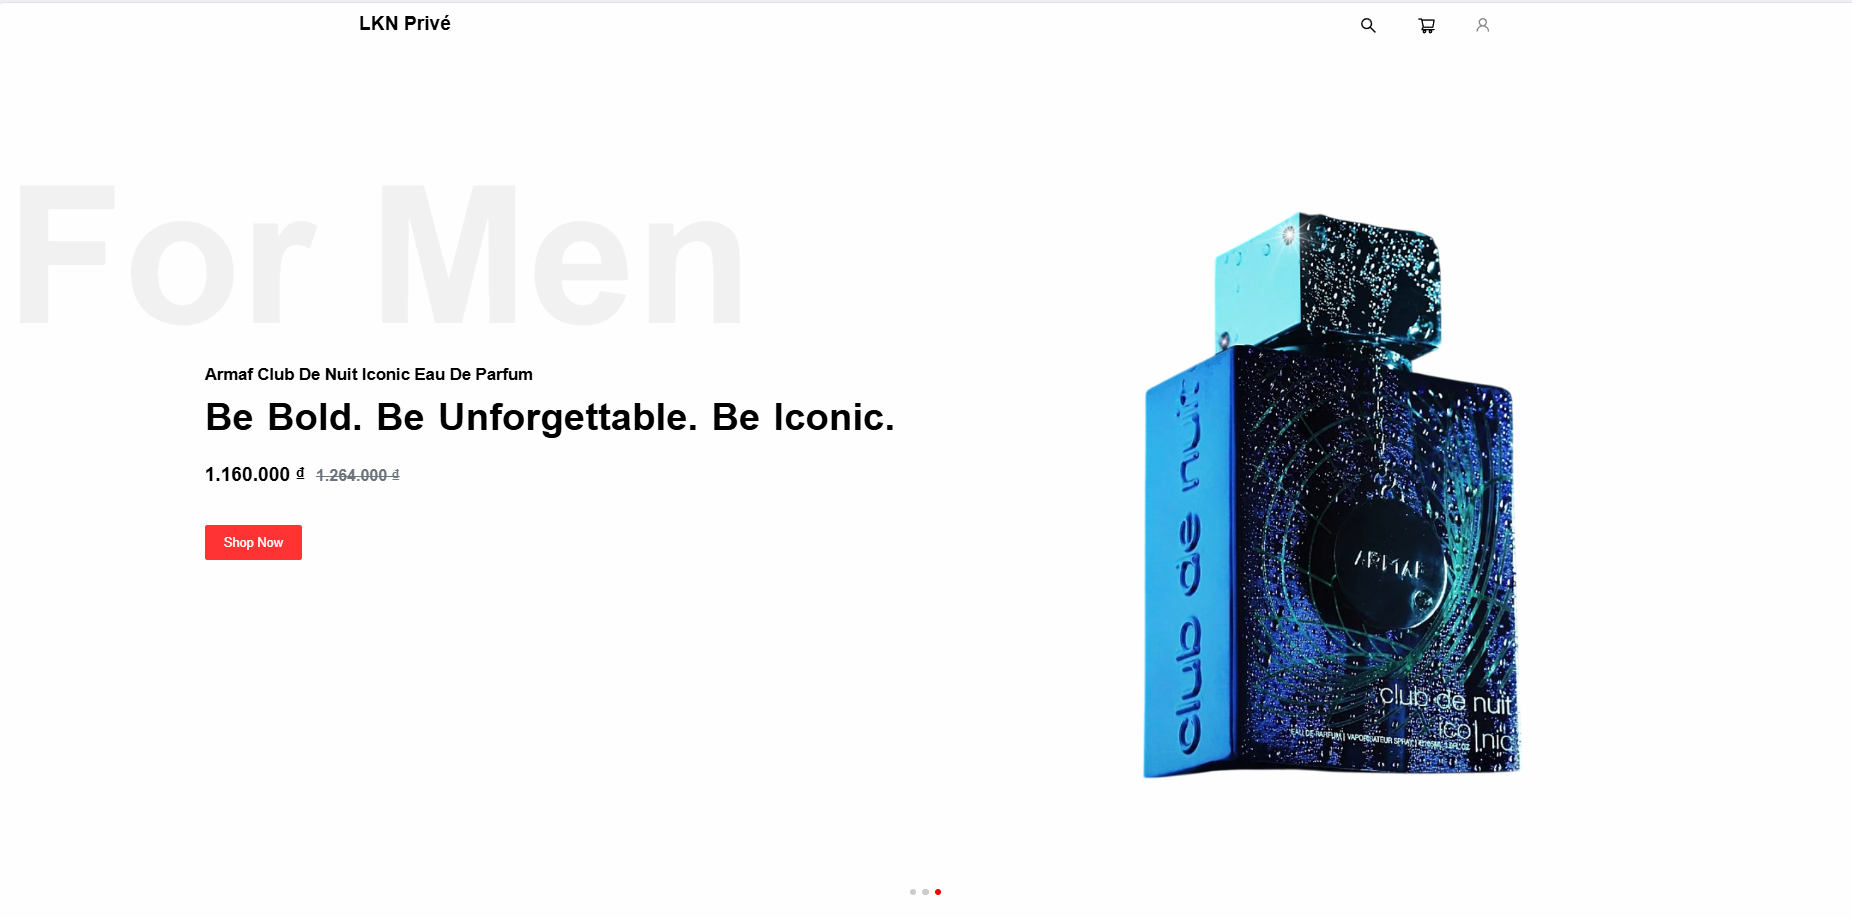 LKN Privé
For Men
Armaf Club De Nuit Iconic Eau De Parfum
Be Bold. Be Unforgettable. Be Iconic.
1.160.000 ₫ 1.264.000 ₫
Shop Now
club de nuit
ARMAF
club de nuit
ico|nic
EAU DE PARFUM | VAPORISATEUR SPRAY |